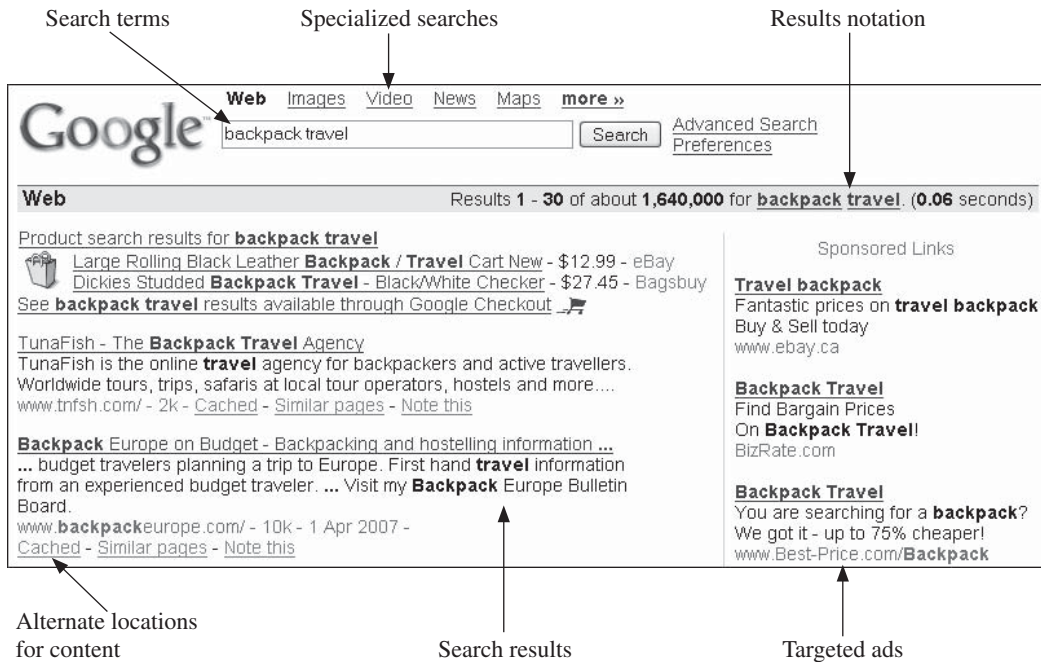 Search terms
Specialized searches
Results notation
Google™
Web Images Video News Maps more »
backpack travel
Search
Advanced Search
Preferences
Web
Results 1 - 30 of about 1,640,000 for backpack travel. (0.06 seconds)
Product search results for backpack travel
Large Rolling Black Leather Backpack / Travel Cart New - $12.99 - eBay
Dickies Studded Backpack Travel - Black/White Checker - $27.45 - Bagsbuy
See backpack travel results available through Google Checkout
TunaFish - The Backpack Travel Agency
TunaFish is the online travel agency for backpackers and active travellers.
Worldwide tours, trips, safaris at local tour operators, hostels and more....
www.tnfsh.com/ - 2k - Cached - Similar pages - Note this
Backpack Europe on Budget - Backpacking and hostelling information ...
... budget travelers planning a trip to Europe. First hand travel information
from an experienced budget traveler. ... Visit my Backpack Europe Bulletin
Board.
www.backpackeurope.com/ - 10k - 1 Apr 2007 -
Cached - Similar pages - Note this
Sponsored Links
Travel backpack
Fantastic prices on travel backpack
Buy & Sell today
www.ebay.ca
Backpack Travel
Find Bargain Prices
On Backpack Travel!
BizRate.com
Backpack Travel
You are searching for a backpack?
We got it - up to 75% cheaper!
www.Best-Price.com/Backpack
Alternate locations
for content
Search results
Targeted ads